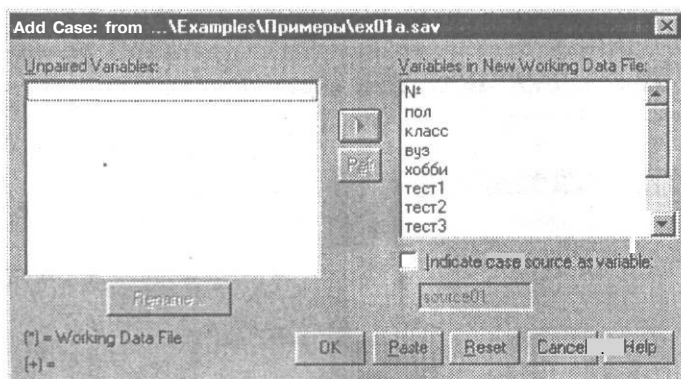 Add Case: from ...\Examples\Примеры\ex01a.sav
Unpaired Variables:
Variables in New Working Data File:
№
пол
класс
вуз
хобби
тест1
тест2
тест3
Pair
Indicate case source as variable:
source01
Rename...
(*) = Working Data File
(+) =
OK
Paste
Reset
Cancel
Help